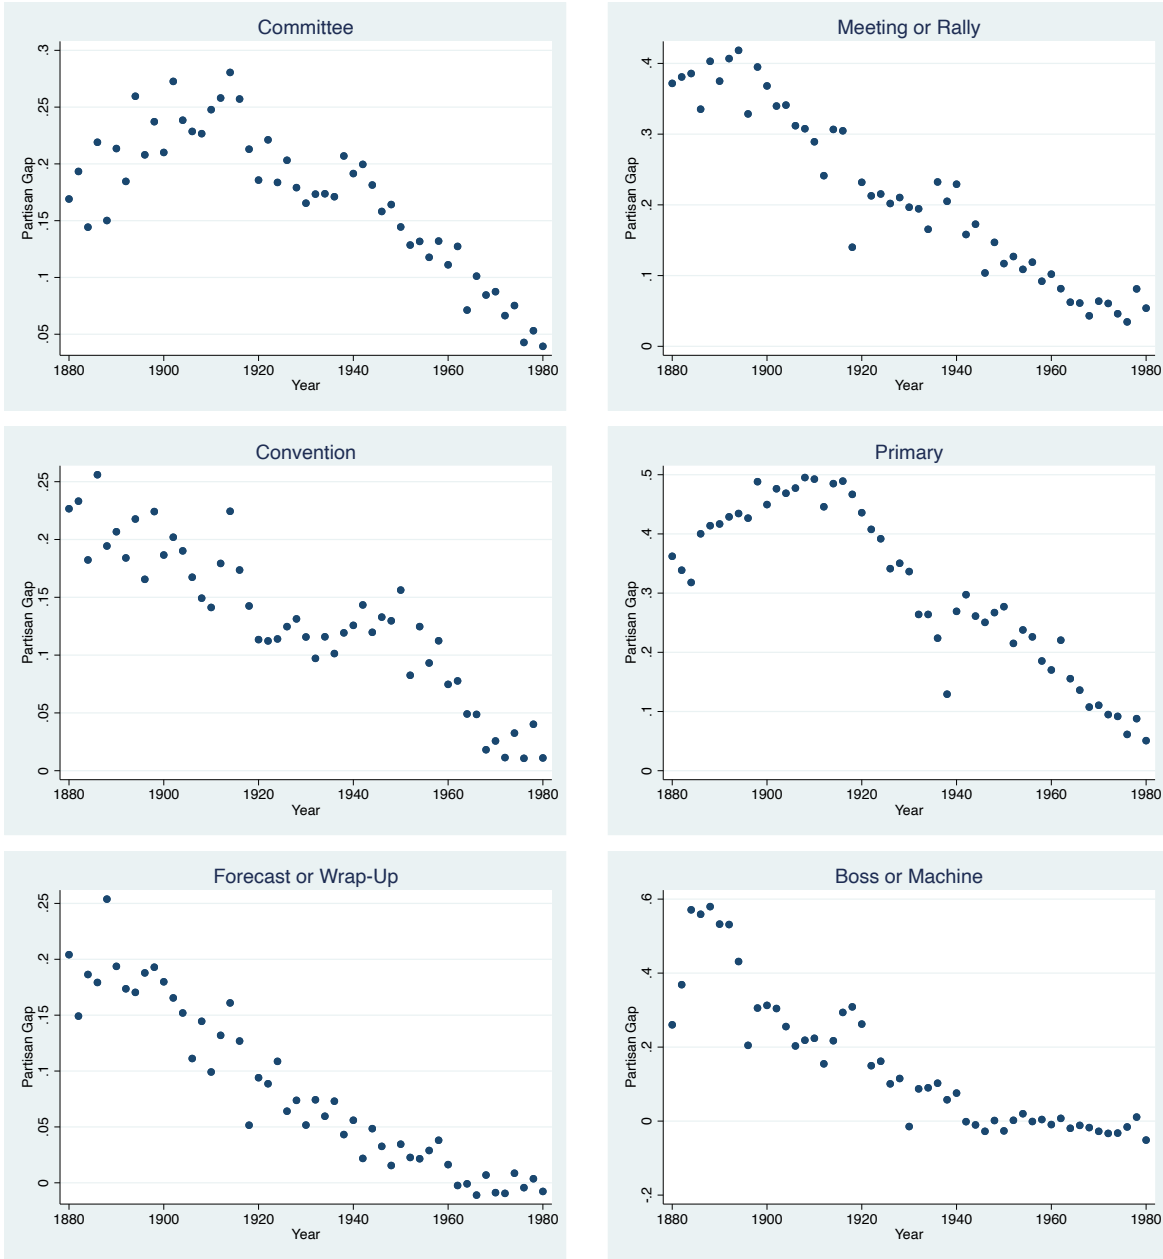 Committee
Partisan Gap
.3
.25
.2
.15
.1
.05
1880 1900 1920 1940 1960 1980
Year
Meeting or Rally
Partisan Gap
.4
.3
.2
.1
0
1880 1900 1920 1940 1960 1980
Year
Convention
Partisan Gap
.25
.2
.15
.1
.05
0
1880 1900 1920 1940 1960 1980
Year
Primary
Partisan Gap
.5
.4
.3
.2
.1
0
1880 1900 1920 1940 1960 1980
Year
Forecast or Wrap-Up
Partisan Gap
.25
.2
.15
.1
.05
0
1880 1900 1920 1940 1960 1980
Year
Boss or Machine
Partisan Gap
.6
.4
.2
0
-.2
1880 1900 1920 1940 1960 1980
Year